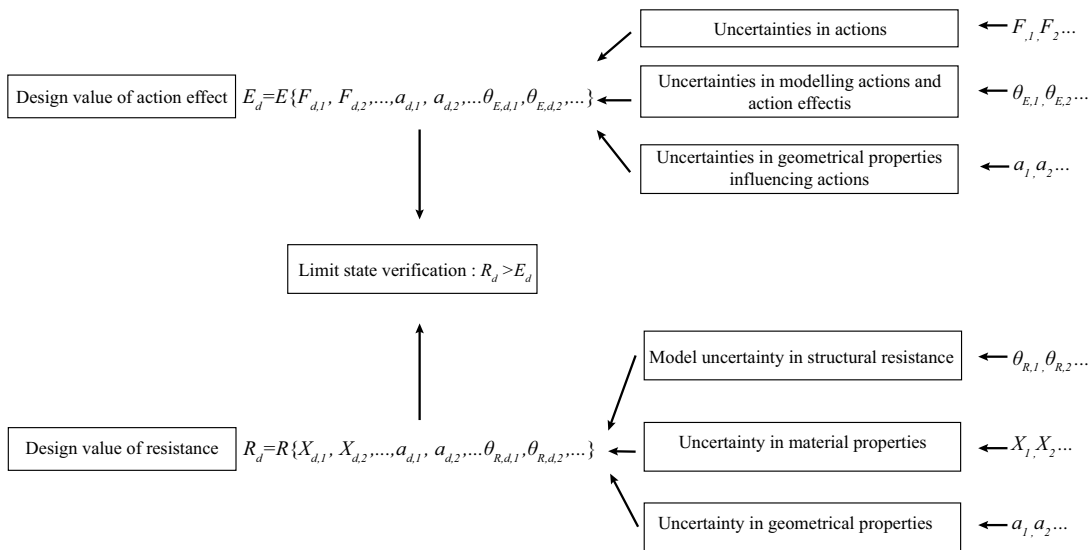 Uncertainties in actions
F,1, F2...
Design value of action effect
Ed=E{Fd,1, Fd,2,...,ad,1, ad,2,...θE,d,1,θE,d,2,...}
Uncertainties in modelling actions and
action effectis
θE,1,θE,2...
Uncertainties in geometrical properties
influencing actions
a1,a2...
Limit state verification : Rd>Ed
Model uncertainty in structural resistance
θR,1,θR,2...
Design value of resistance
Rd=R{Xd,1, Xd,2,...,ad,1, ad,2,...θR,d,1,θR,d,2,...}
Uncertainty in material properties
X1,X2...
Uncertainty in geometrical properties
a1,a2...